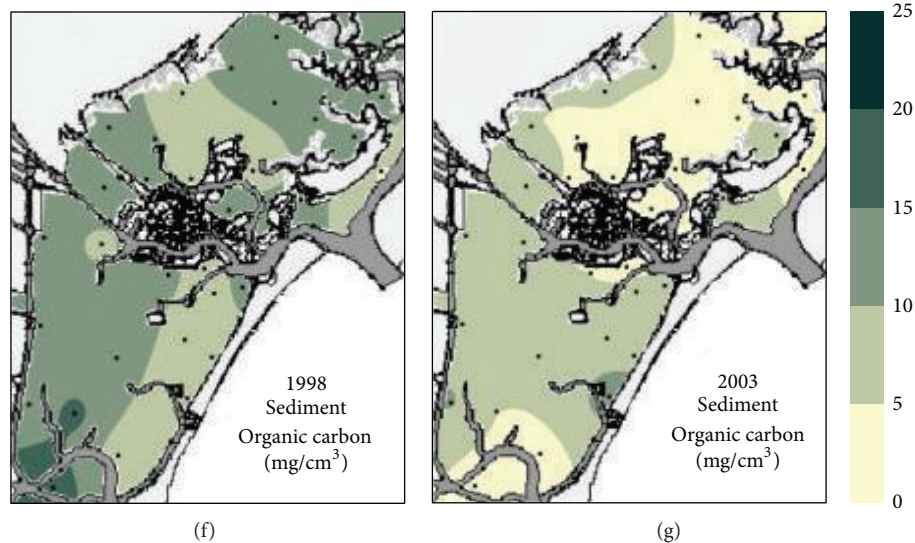 1998
Sediment
Organic carbon
(mg/cm³)
(f)
2003
Sediment
Organic carbon
(mg/cm³)
(g)
25
20
15
10
5
0